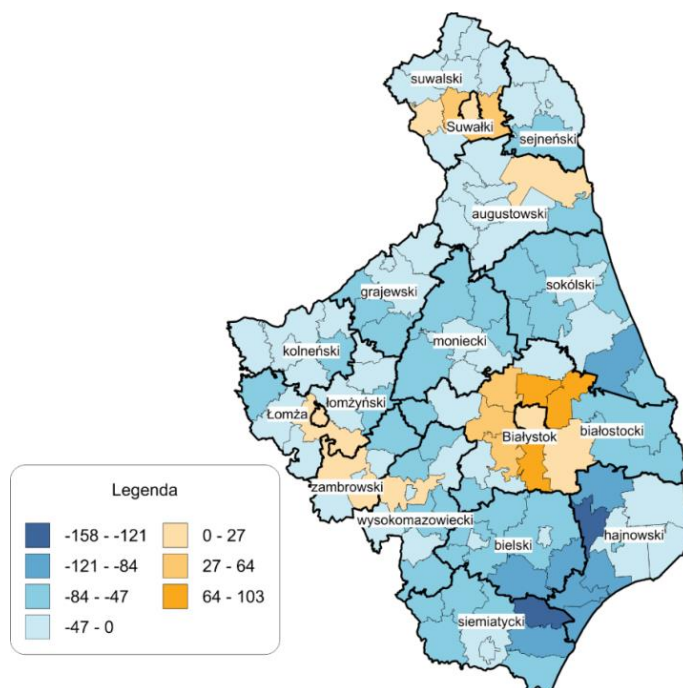 suwalski
Suwałki
sejneński
augustowski
grajewski
sokólski
kolneński
moniecki
łomżyński
Łomża
Białystok
białostocki
zambrowski
wysokomazowiecki
bielski
hajnowski
siemiatycki
Legenda
-158 - -121
-121 - -84
-84 - -47
-47 - 0
0 - 27
27 - 64
64 - 103